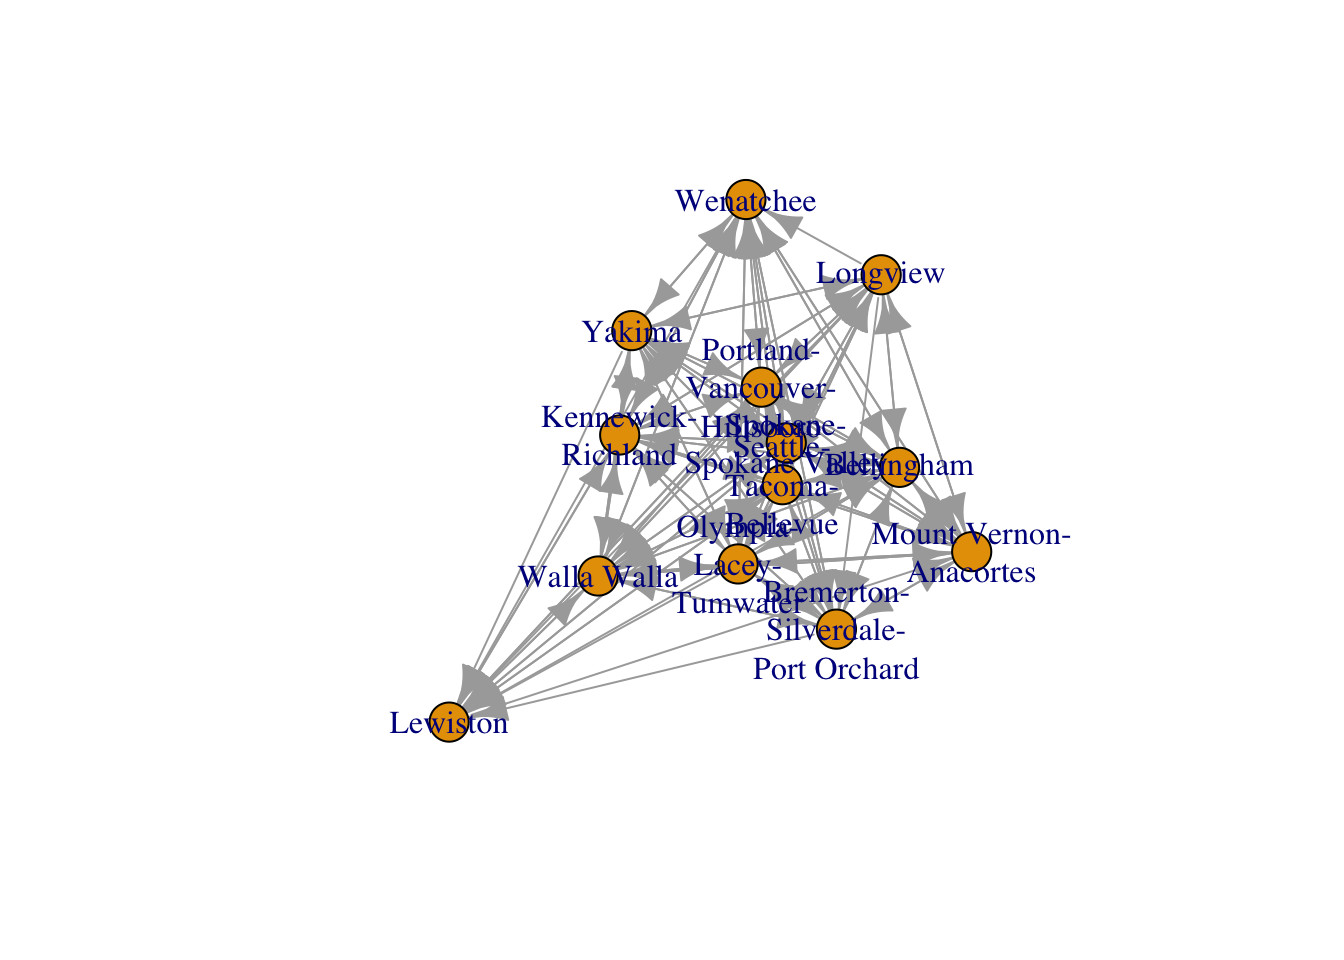 Wenatchee
Longview
Yakima
Portland-
Vancouver-
Hillsboro
Kennewick-
Richland
Spokane-
Spokane Valley
Seattle-
Tacoma-
Bellevue
Bellingham
Olympia-
Lacey-
Tumwater
Mount Vernon-
Anacortes
Walla Walla
Bremerton-
Silverdale-
Port Orchard
Lewiston